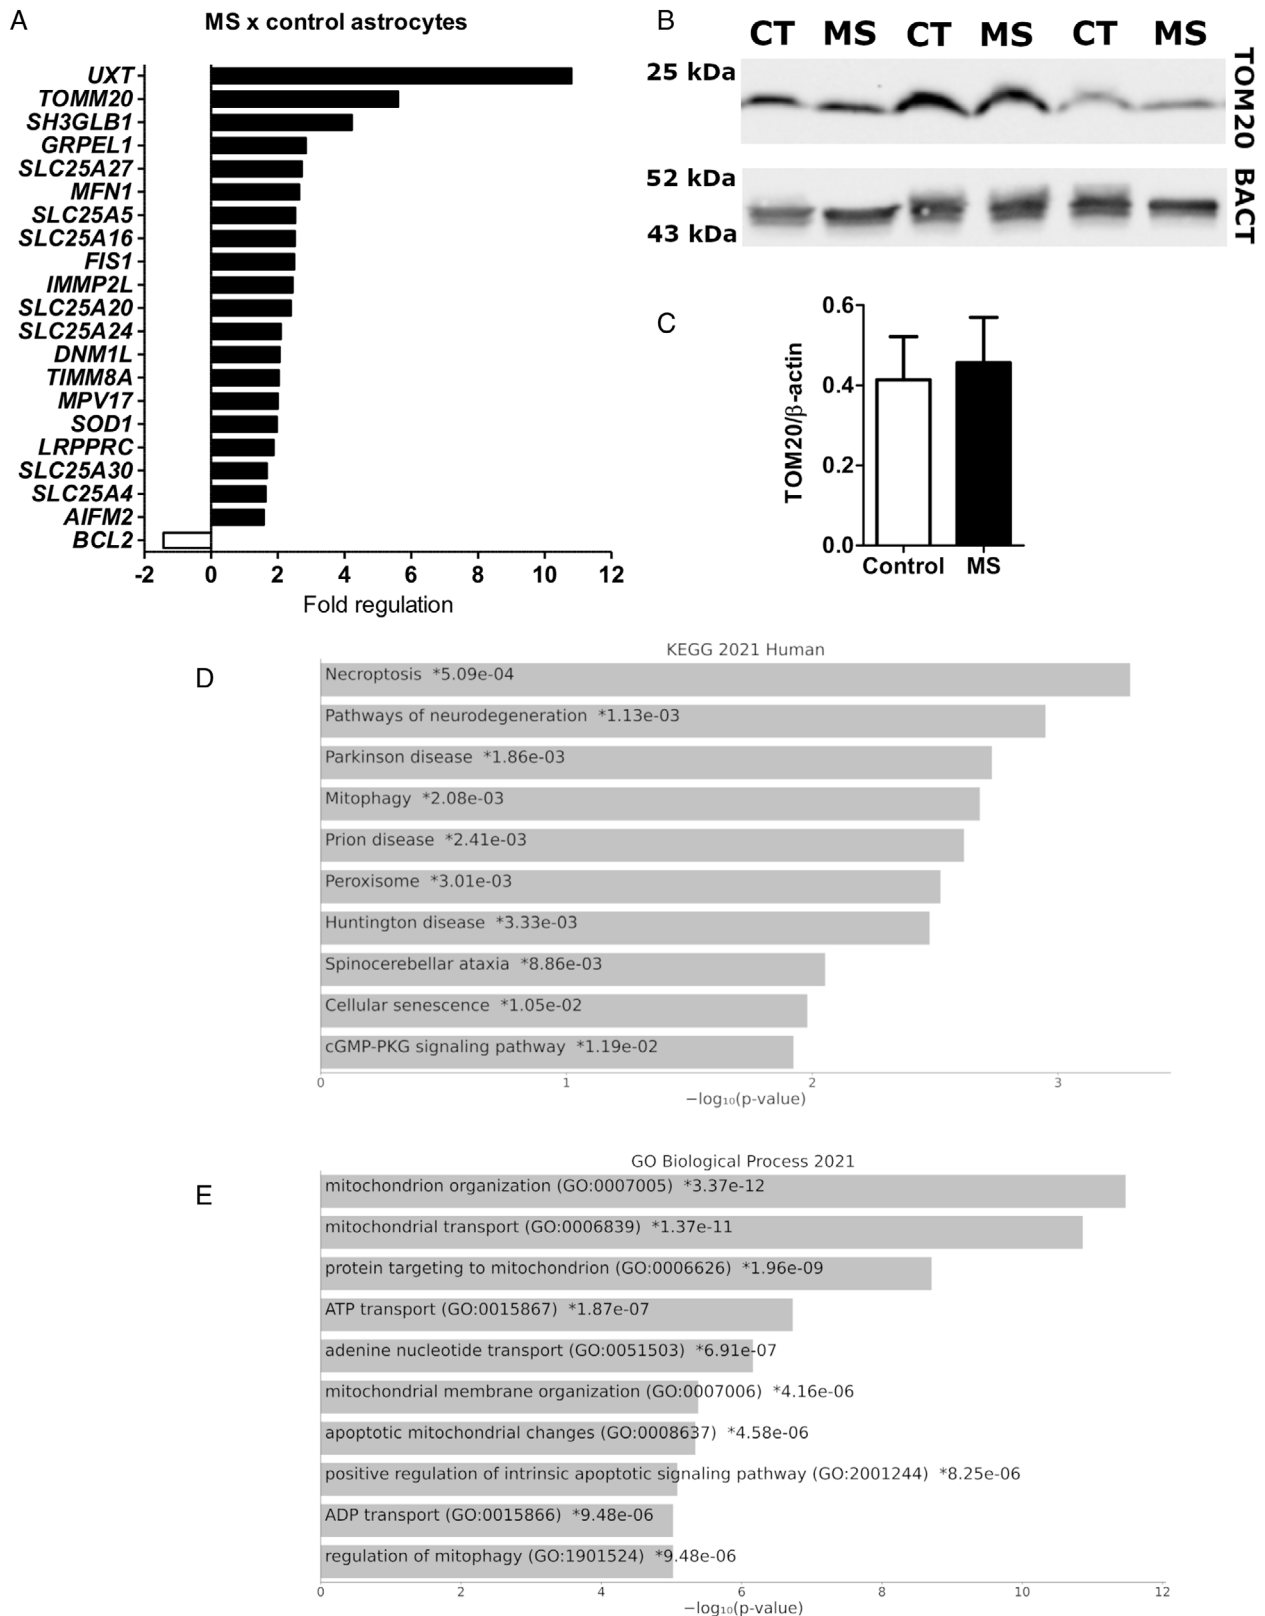 A
MS x control astrocytes
UXT
TOMM20
SH3GLB1
GRPEL1
SLC25A27
MFN1
SLC25A5
SLC25A16
FIS1
IMMP2L
SLC25A20
SLC25A24
DNM1L
TIMM8A
MPV17
SOD1
LRPPRC
SLC25A30
SLC25A4
AIFM2
BCL2
-2 0 2 4 6 8 10 12
Fold regulation
B
CT MS CT MS CT MS
25 kDa
TOM20
52 kDa
43 kDa
BACT
C
TOM20/β-actin
0.6
0.4
0.2
0.0
Control MS
D
KEGG 2021 Human
Necroptosis *5.09e-04
Pathways of neurodegeneration *1.13e-03
Parkinson disease *1.86e-03
Mitophagy *2.08e-03
Prion disease *2.41e-03
Peroxisome *3.01e-03
Huntington disease *3.33e-03
Spinocerebellar ataxia *8.86e-03
Cellular senescence *1.05e-02
cGMP-PKG signaling pathway *1.19e-02
0 1 2 3
−log₁₀(p-value)
E
GO Biological Process 2021
mitochondrion organization (GO:0007005) *3.37e-12
mitochondrial transport (GO:0006839) *1.37e-11
protein targeting to mitochondrion (GO:0006626) *1.96e-09
ATP transport (GO:0015867) *1.87e-07
adenine nucleotide transport (GO:0051503) *6.91e-07
mitochondrial membrane organization (GO:0007006) *4.16e-06
apoptotic mitochondrial changes (GO:0008637) *4.58e-06
positive regulation of intrinsic apoptotic signaling pathway (GO:2001244) *8.25e-06
ADP transport (GO:0015866) *9.48e-06
regulation of mitophagy (GO:1901524) *9.48e-06
0 2 4 6 8 10 12
−log₁₀(p-value)